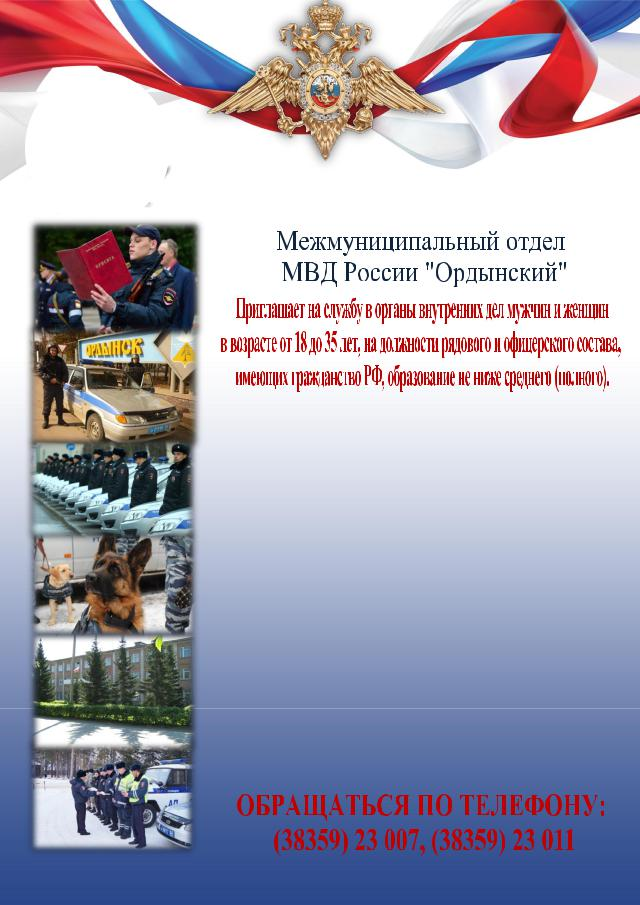 Межмуниципальный отдел
МВД России "Ордынский"
Приглашает на службу в органы внутренних дел мужчин и женщин
в возрасте от 18 до 35 лет, на должности рядового и офицерского состава,
имеющих гражданство РФ, образование не ниже среднего (полного).
ПРИСЯГА
ОРДЫНСК
ОБРАЩАТЬСЯ ПО ТЕЛЕФОНУ:
(38359) 23 007, (38359) 23 011